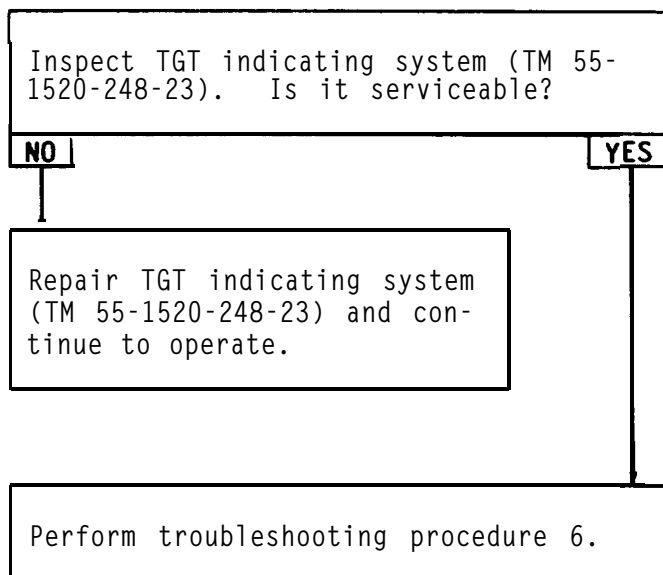 Inspect TGT indicating system (TM 55-
1520-248-23). Is it serviceable?
NO
YES
Repair TGT indicating system
(TM 55-1520-248-23) and con-
tinue to operate.
Perform troubleshooting procedure 6.